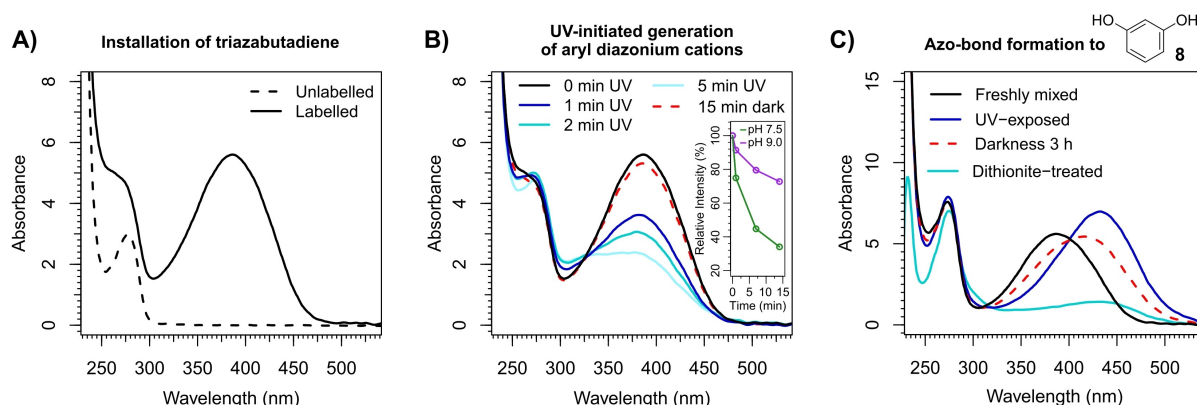 A)
Installation of triazabutadiene
Unlabelled
Labelled
Absorbance
8
6
4
2
0
250 300 350 400 450 500
Wavelength (nm)
B)
UV-initiated generation
of aryl diazonium cations
0 min UV
1 min UV
2 min UV
5 min UV
15 min dark
Absorbance
8
6
4
2
0
250 300 350 400 450 500
Wavelength (nm)
pH 7.5
pH 9.0
Relative Intensity (%)
100
80
60
40
20
0 5 10 15
Time (min)
C)
Azo-bond formation to
HO
OH
8
Freshly mixed
UV−exposed
Darkness 3 h
Dithionite−treated
Absorbance
15
10
5
0
250 300 350 400 450 500
Wavelength (nm)